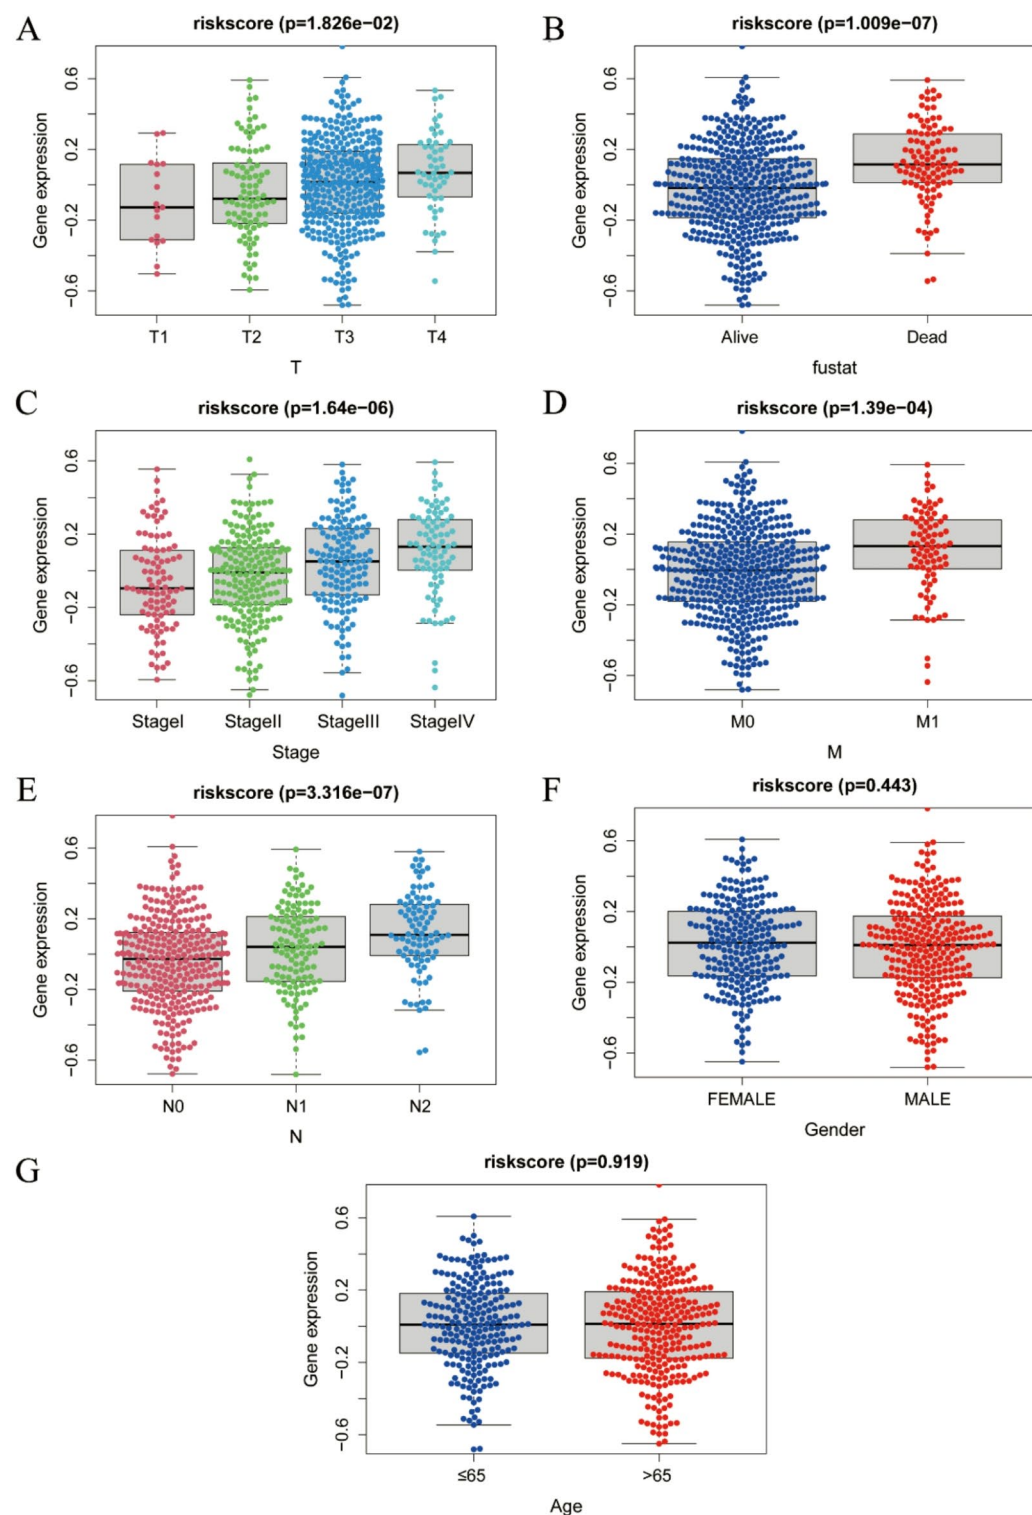 A
riskscore (p=1.826e−02)
Gene expression
0.6
0.2
−0.2
−0.6
T1 T2 T3 T4
T
B
riskscore (p=1.009e−07)
Gene expression
0.6
0.2
−0.2
−0.6
Alive Dead
fustat
C
riskscore (p=1.64e−06)
Gene expression
0.6
0.2
−0.2
−0.6
StageI StageII StageIII StageIV
Stage
D
riskscore (p=1.39e−04)
Gene expression
0.6
0.2
−0.2
−0.6
M0 M1
M
E
riskscore (p=3.316e−07)
Gene expression
0.6
0.2
−0.2
−0.6
N0 N1 N2
N
F
riskscore (p=0.443)
Gene expression
0.6
0.2
−0.2
−0.6
FEMALE MALE
Gender
G
riskscore (p=0.919)
Gene expression
0.6
0.2
−0.2
−0.6
≤65 >65
Age